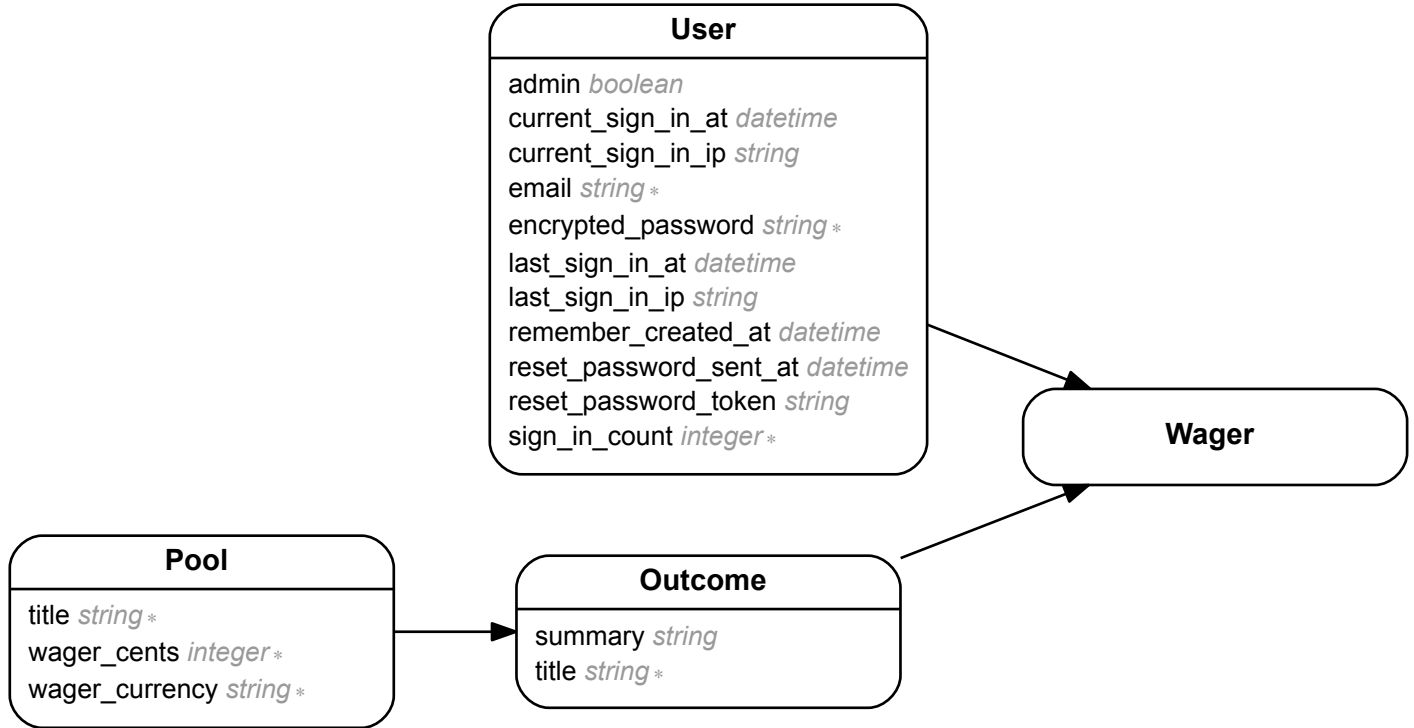 User
admin boolean
current_sign_in_at datetime
current_sign_in_ip string
email string *
encrypted_password string *
last_sign_in_at datetime
last_sign_in_ip string
remember_created_at datetime
reset_password_sent_at datetime
reset_password_token string
sign_in_count integer *
Wager
Pool
title string *
wager_cents integer *
wager_currency string *
Outcome
summary string
title string *